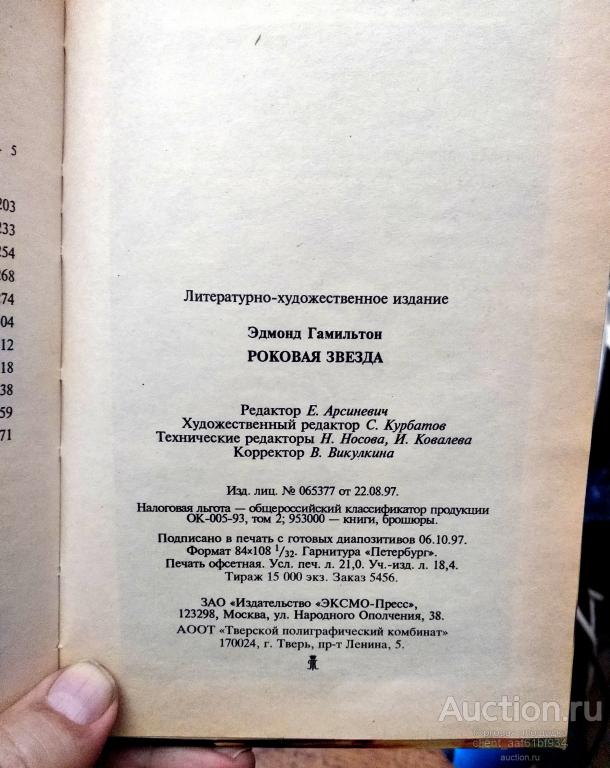 5
203
233
254
268
274
04
12
18
38
59
71
Литературно-художественное издание
Эдмонд Гамильтон
РОКОВАЯ ЗВЕЗДА
Редактор Е. Арсиневич
Художественный редактор С. Курбатов
Технические редакторы Н. Носова, И. Ковалева
Корректор В. Викулкина
Изд. лиц. № 065377 от 22.08.97.
Налоговая льгота — общероссийский классификатор продукции
ОК-005-93, том 2; 953000 — книги, брошюры.
Подписано в печать с готовых диапозитивов 06.10.97.
Формат 84×108 1/32. Гарнитура «Петербург».
Печать офсетная. Усл. печ. л. 21,0. Уч.-изд. л. 18,4.
Тираж 15 000 экз. Заказ 5456.
ЗАО «Издательство «ЭКСМО-Пресс»,
123298, Москва, ул. Народного Ополчения, 38.
АООТ «Тверской полиграфический комбинат»
170024, г. Тверь, пр-т Ленина, 5.
Auction.ru
client_aaf61bf934
auction.ru